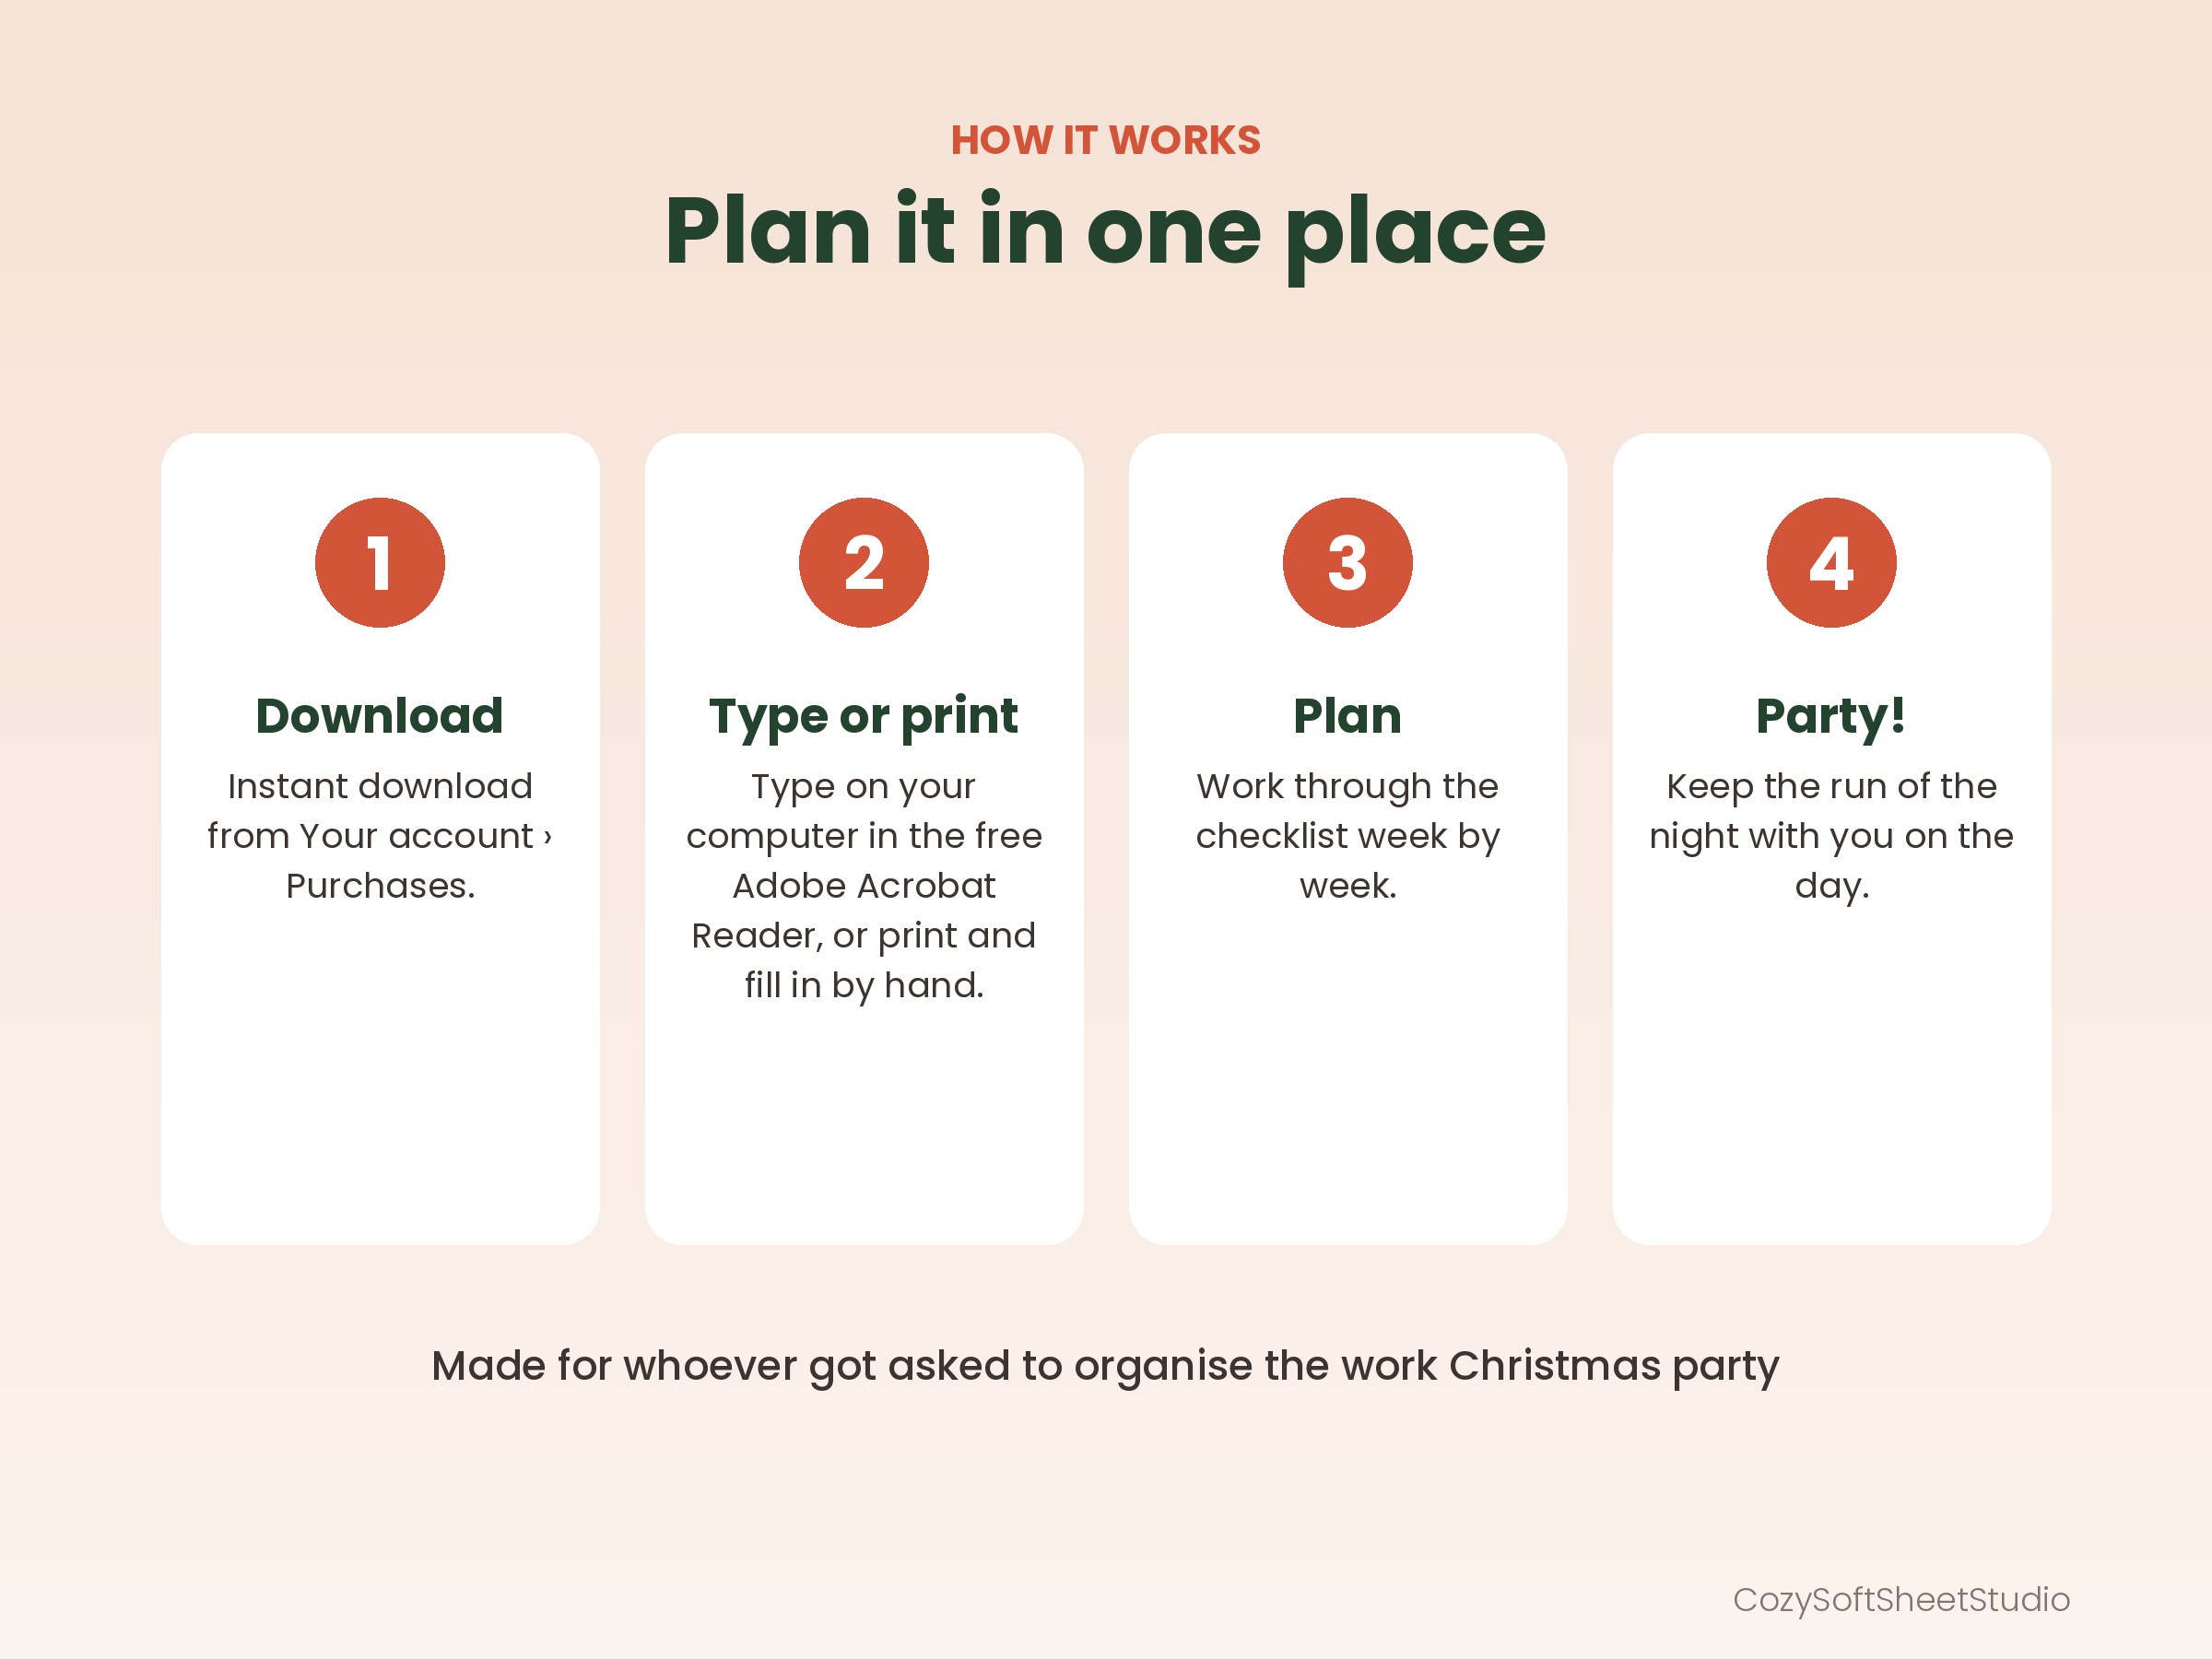 HOW IT WORKS
Plan it in one place
1
Download
Instant download
from Your account ›
Purchases.
2
Type or print
Type on your
computer in the free
Adobe Acrobat
Reader, or print and
fill in by hand.
3
Plan
Work through the
checklist week by
week.
4
Party!
Keep the run of the
night with you on the
day.
Made for whoever got asked to organise the work Christmas party
CozySoftSheetStudio